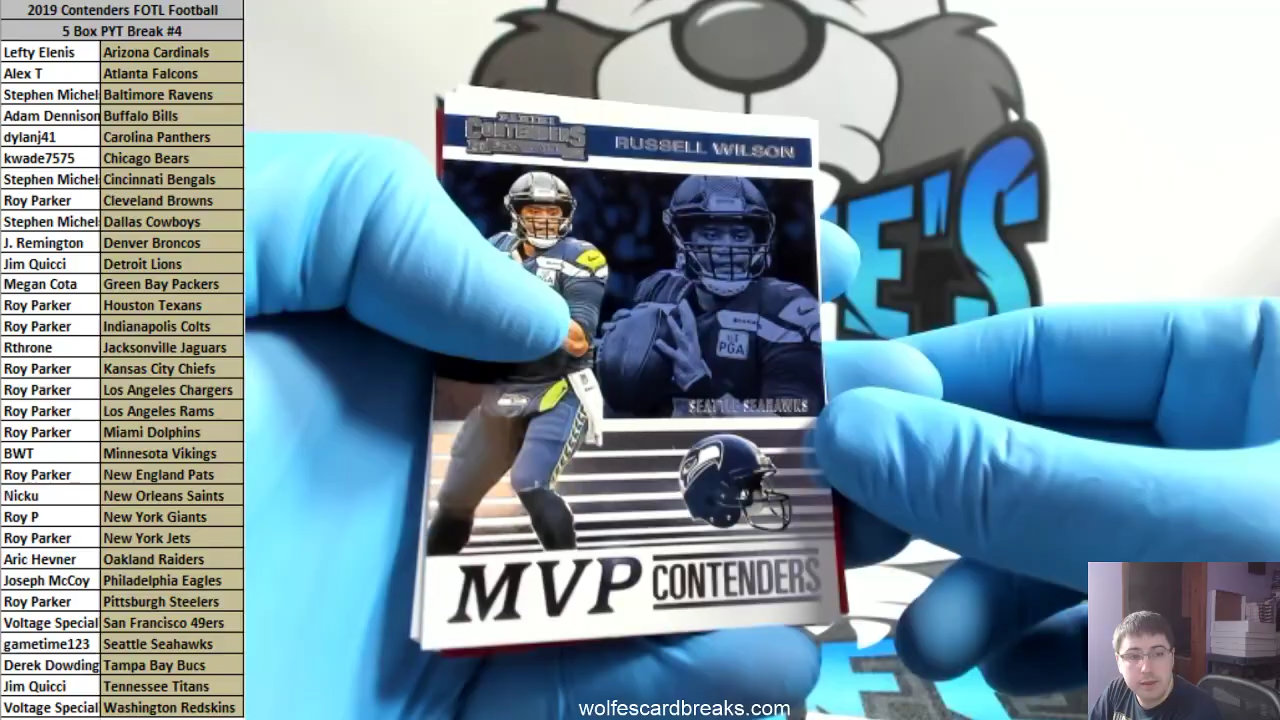 2019 Contenders FOTL Football
5 Box PYT Break #4
Lefty Elenis Arizona Cardinals
Alex T Atlanta Falcons
Stephen Michel Baltimore Ravens
Adam Dennison Buffalo Bills
dylanj41 Carolina Panthers
kwade7575 Chicago Bears
Stephen Michel Cincinnati Bengals
Roy Parker Cleveland Browns
Stephen Michel Dallas Cowboys
J. Remington Denver Broncos
Jim Quicci Detroit Lions
Megan Cota Green Bay Packers
Roy Parker Houston Texans
Roy Parker Indianapolis Colts
Rthrone Jacksonville Jaguars
Roy Parker Kansas City Chiefs
Roy Parker Los Angeles Chargers
Roy Parker Los Angeles Rams
Roy Parker Miami Dolphins
BWT Minnesota Vikings
Roy Parker New England Pats
Nicku New Orleans Saints
Roy P New York Giants
Roy Parker New York Jets
Aric Hevner Oakland Raiders
Joseph McCoy Philadelphia Eagles
Roy Parker Pittsburgh Steelers
Voltage Special San Francisco 49ers
gametime123 Seattle Seahawks
Derek Dowding Tampa Bay Bucs
Jim Quicci Tennessee Titans
Voltage Special Washington Redskins
PANINI
CONTENDERS
RUSSELL WILSON
PGA
SEATTLE SEAHAWKS
MVP CONTENDERS
E'S
wolfescardbreaks.com